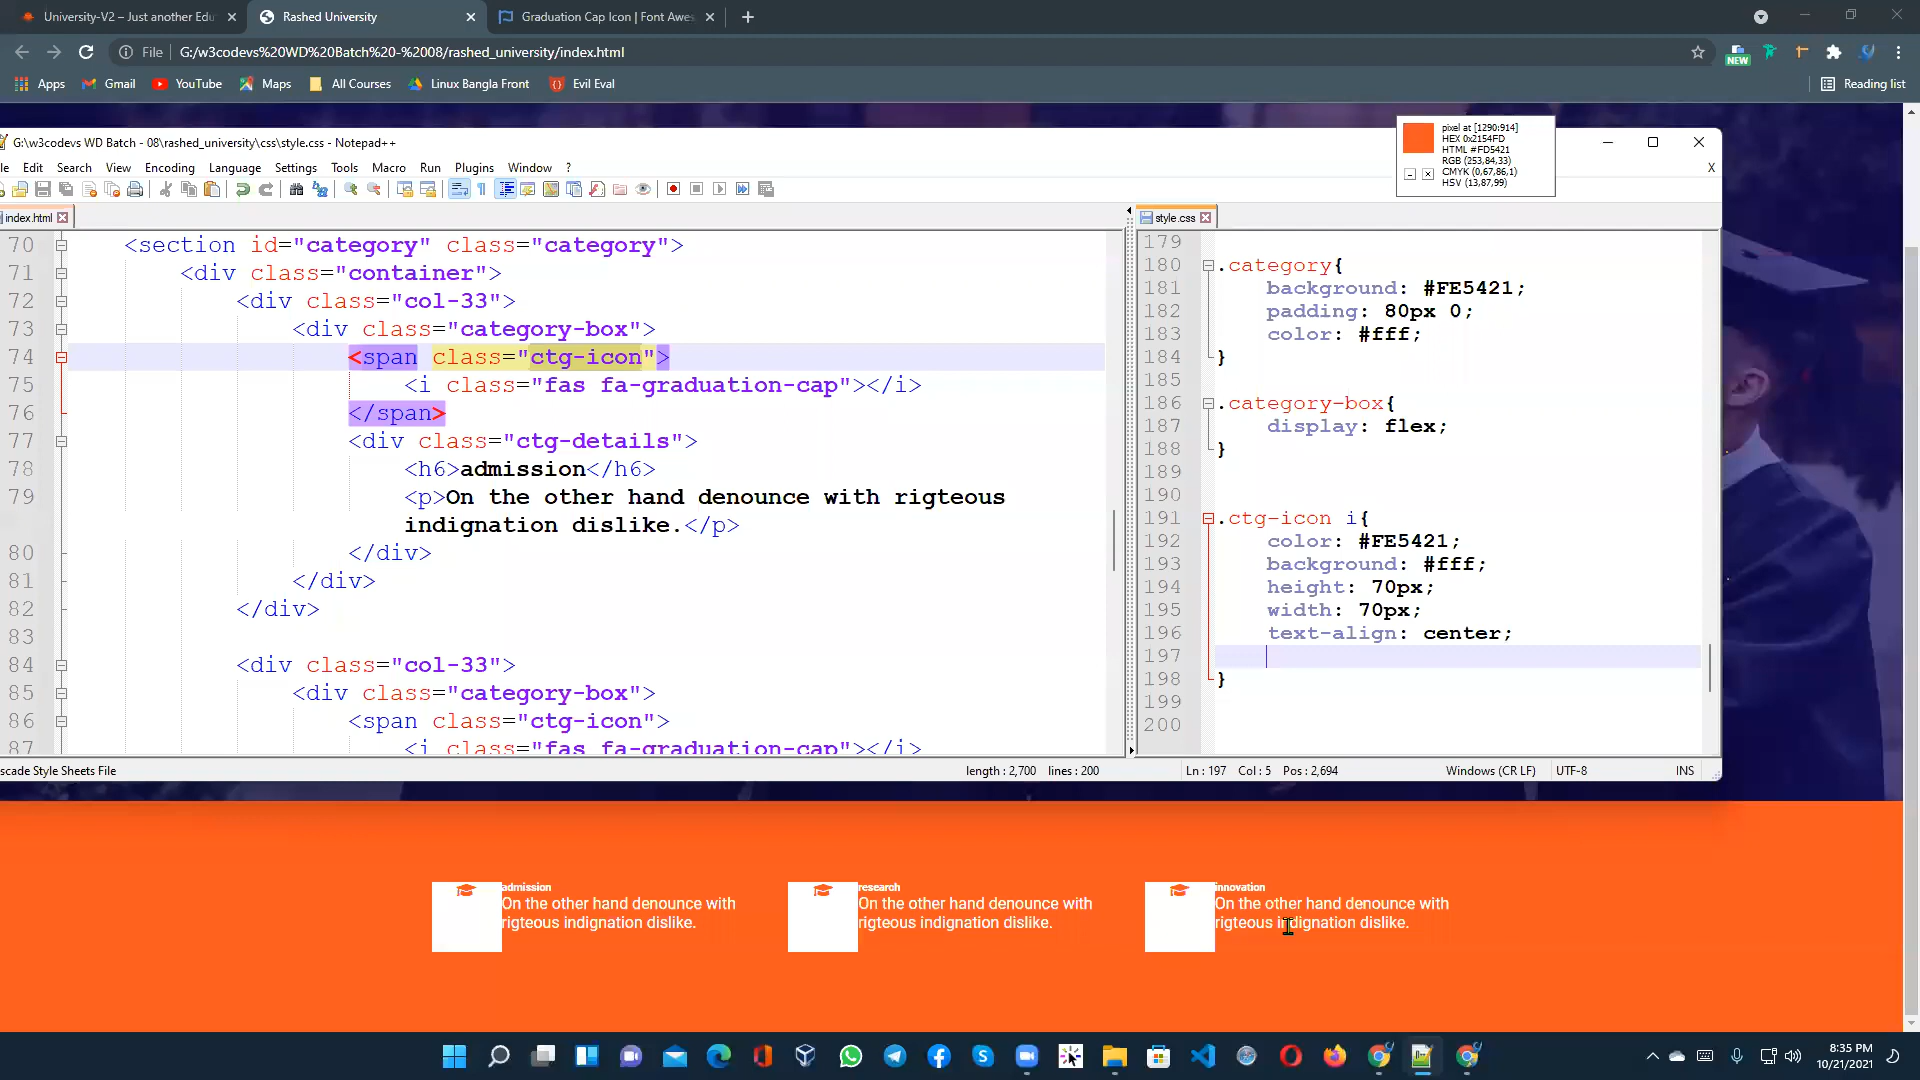 University-V2 – Just another Edu
Rashed University
Graduation Cap Icon | Font Awes
File
G:/w3codevs%20WD%20Batch%20-%2008/rashed_university/index.html
NEW
Apps
Gmail
YouTube
Maps
All Courses
Linux Bangla Front
Evil Eval
Reading list
G:\w3codevs WD Batch - 08\rashed_university\css\style.css - Notepad++
pixel at [1290:914]
HEX 0x2154FD
HTML #FD5421
RGB (253,84,33)
CMYK (0,67,86,1)
HSV (13,87,99)
le Edit Search View Encoding Language Settings Tools Macro Run Plugins Window ? X
index.html
70 <section id="category" class="category">
71 <div class="container">
72 <div class="col-33">
73 <div class="category-box">
74 <span class="ctg-icon">
75 <i class="fas fa-graduation-cap"></i>
76 </span>
77 <div class="ctg-details">
78 <h6>admission</h6>
79 <p>On the other hand denounce with rigteous
indignation dislike.</p>
80 </div>
81 </div>
82 </div>
83
84 <div class="col-33">
85 <div class="category-box">
86 <span class="ctg-icon">
87 <i class="fas fa-graduation-cap"></i>
style.css
179
180 .category{
181 background: #FE5421;
182 padding: 80px 0;
183 color: #fff;
184 }
185
186 .category-box{
187 display: flex;
188 }
189
190
191 .ctg-icon i{
192 color: #FE5421;
193 background: #fff;
194 height: 70px;
195 width: 70px;
196 text-align: center;
197
198 }
199
200
scade Style Sheets File
length : 2,700 lines : 200
Ln : 197 Col : 5 Pos : 2,694
Windows (CR LF)
UTF-8
INS
admission
On the other hand denounce with
rigteous indignation dislike.
research
On the other hand denounce with
rigteous indignation dislike.
innovation
On the other hand denounce with
rigteous indignation dislike.
8:35 PM
10/21/2021